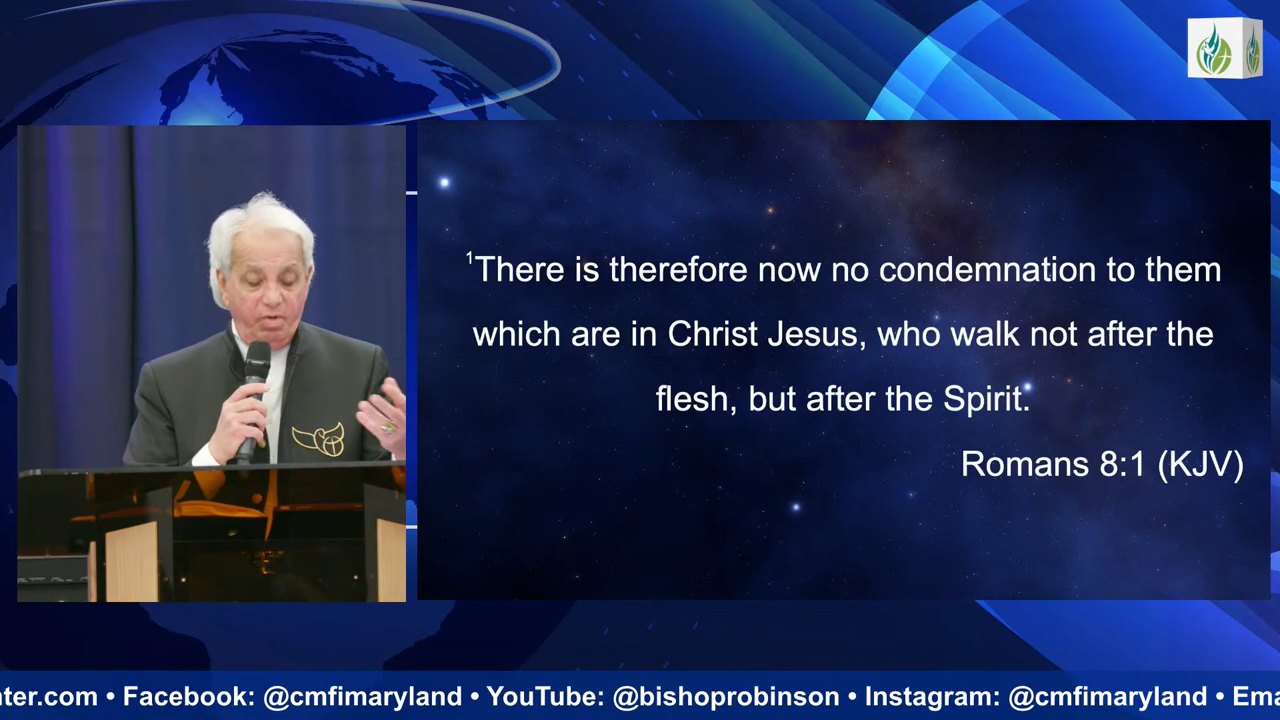 ¹There is therefore now no condemnation to them
which are in Christ Jesus, who walk not after the
flesh, but after the Spirit.
Romans 8:1 (KJV)
nter.com • Facebook: @cmfimaryland • YouTube: @bishoprobinson • Instagram: @cmfimaryland • Ema